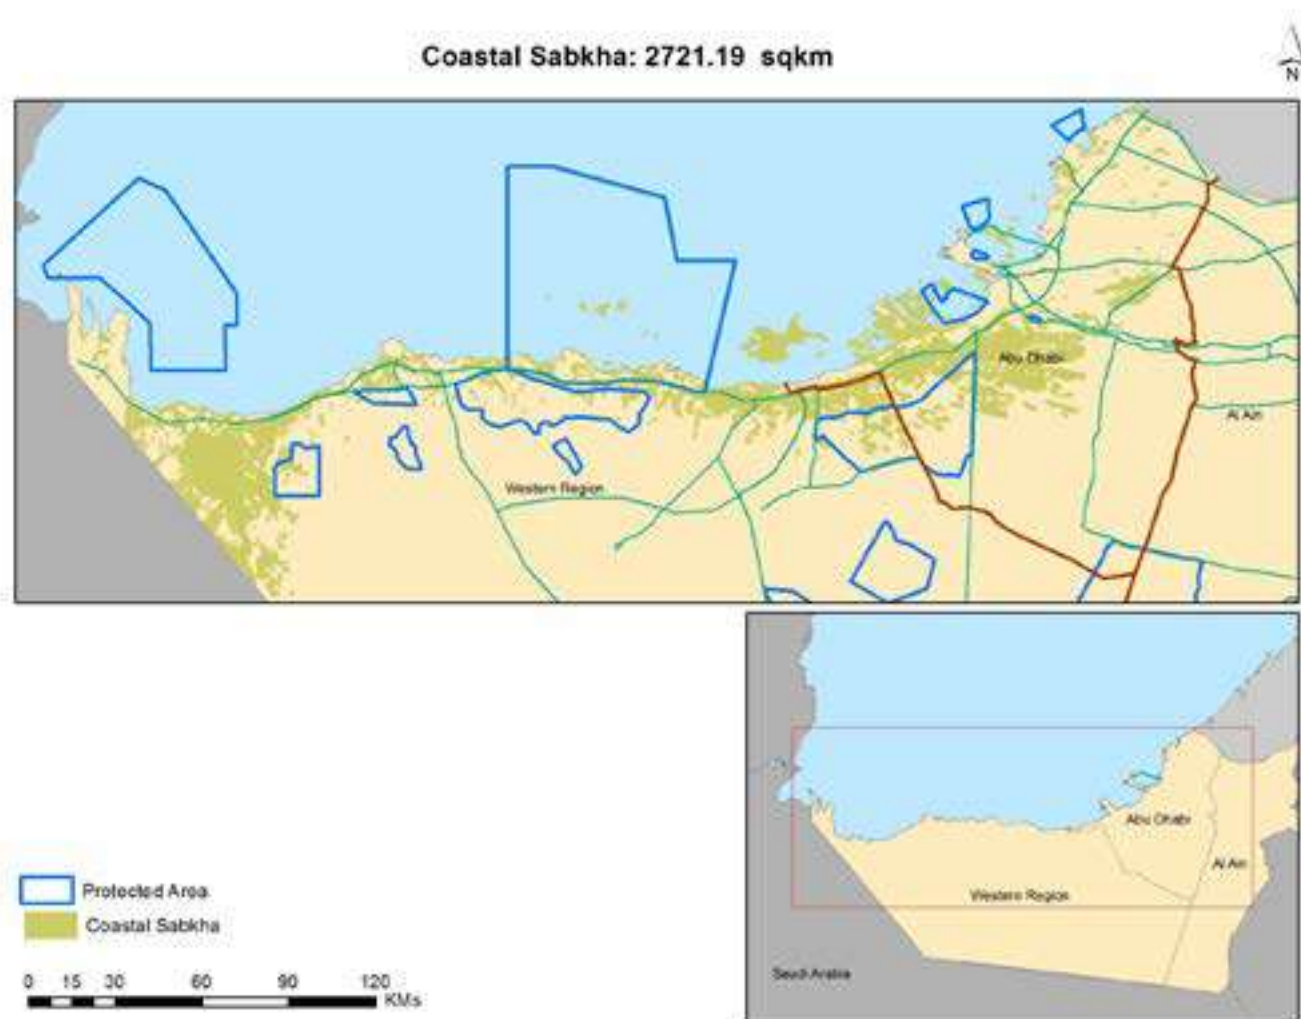 Coastal Sabkha: 2721.19 sqkm
N
Abu Dhabi
Al Ain
Western Region
Abu Dhabi
Al Ain
Western Region
Saudi Arabia
Protected Area
Coastal Sabkha
0 15 30 60 90 120
KMs